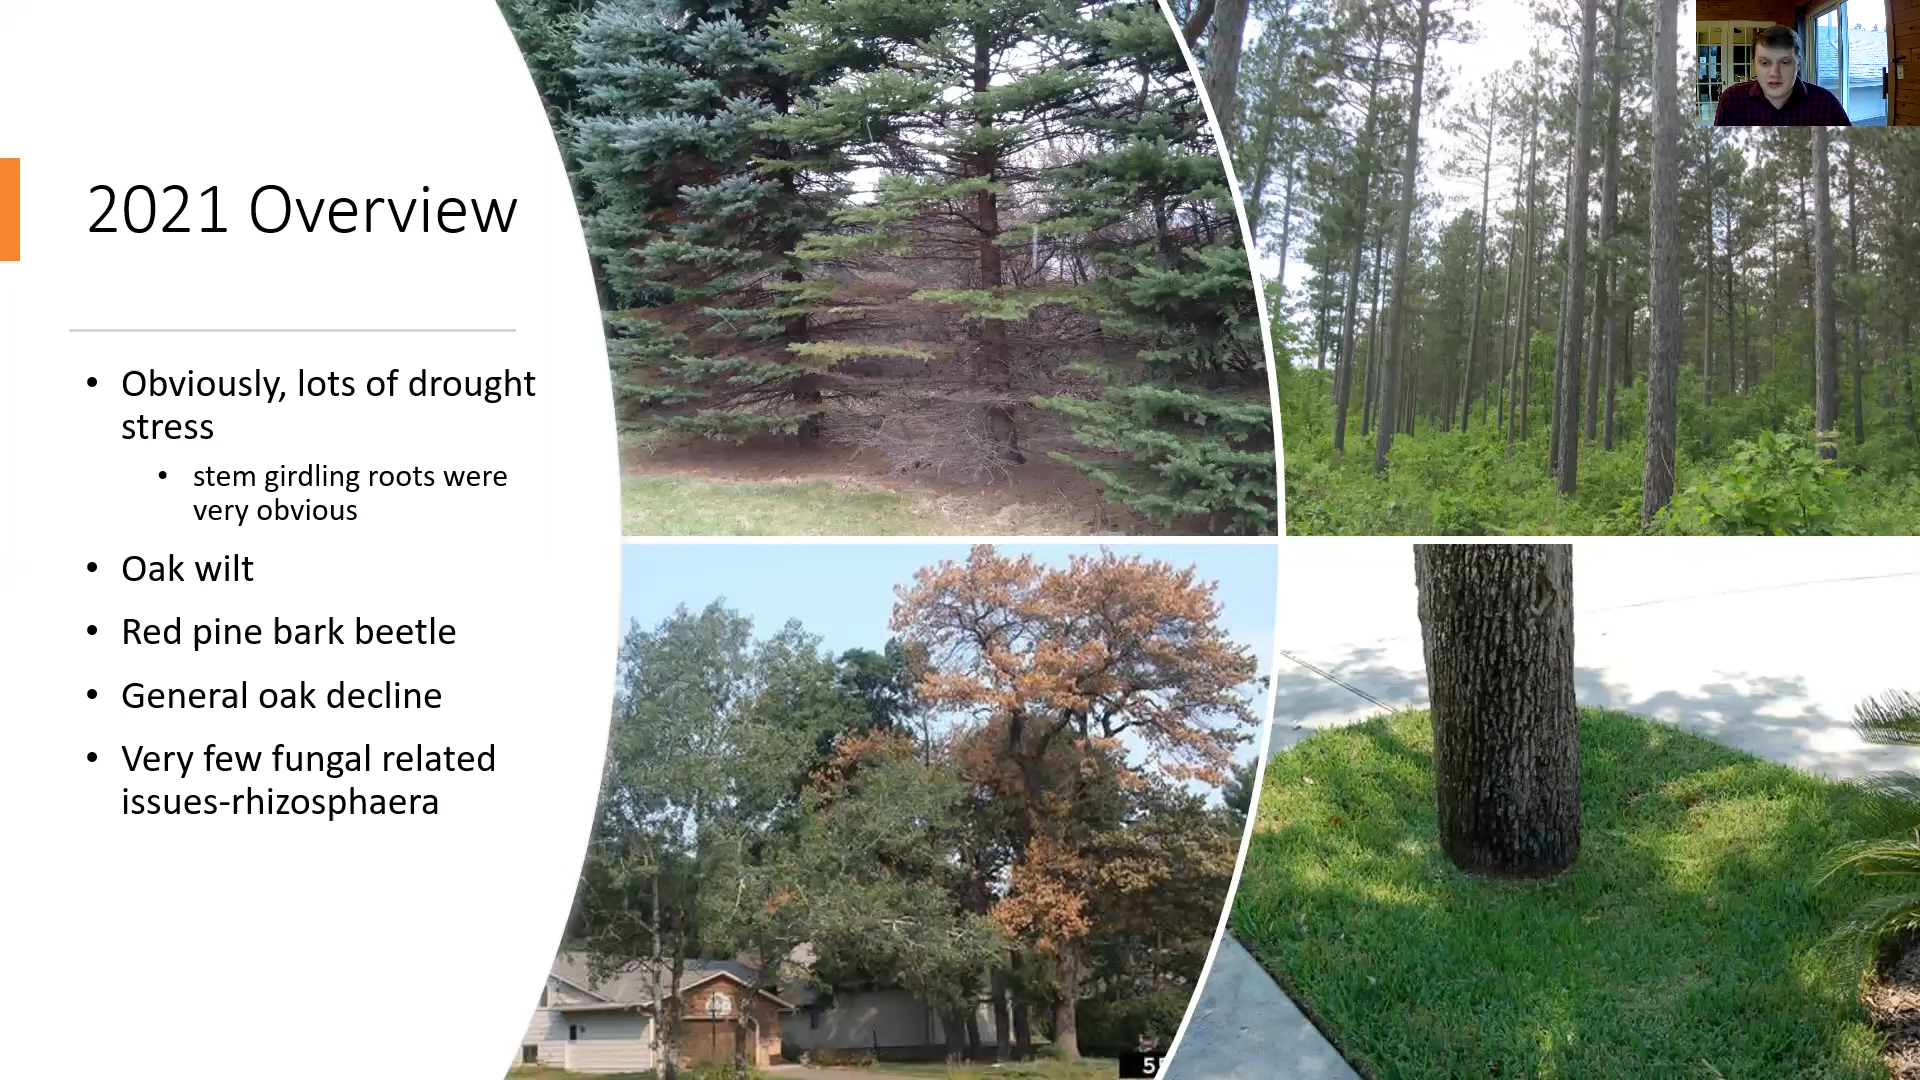 2021 Overview
• Obviously, lots of drought
stress
• stem girdling roots were
very obvious
• Oak wilt
• Red pine bark beetle
• General oak decline
• Very few fungal related
issues-rhizosphaera